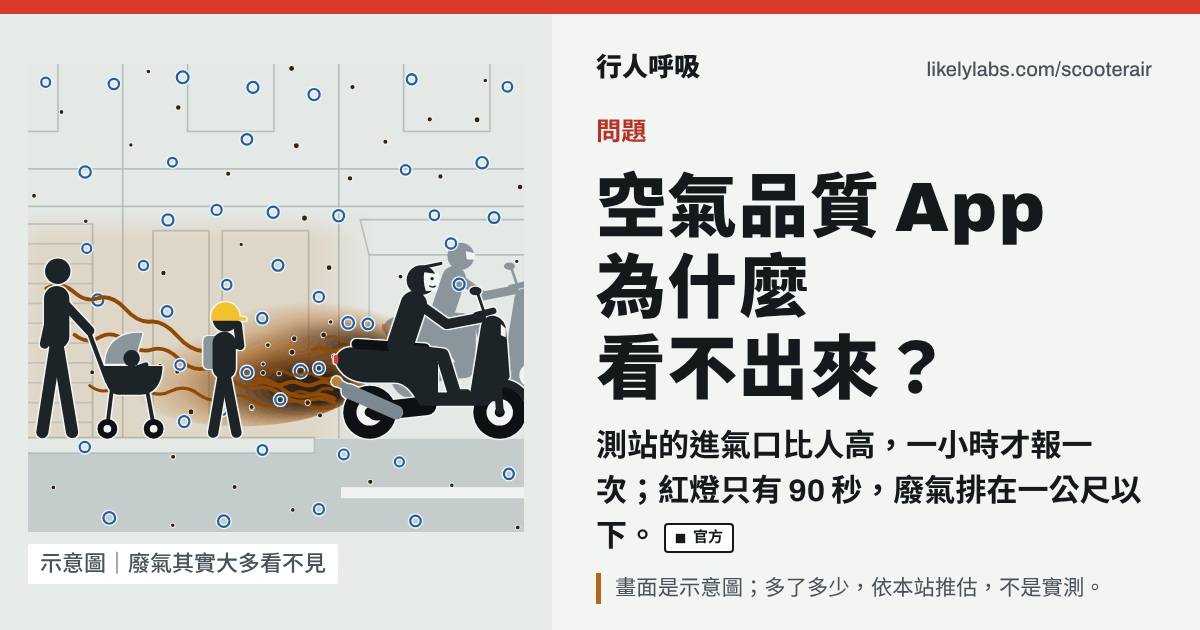 行人呼吸
likelylabs.com/scooterair
問題
空氣品質 App
為什麼
看不出來？
測站的進氣口比人高，一小時才報一
次；紅燈只有 90 秒，廢氣排在一公尺以
下。 ■ 官方
畫面是示意圖；多了多少，依本站推估，不是實測。
示意圖｜廢氣其實大多看不見